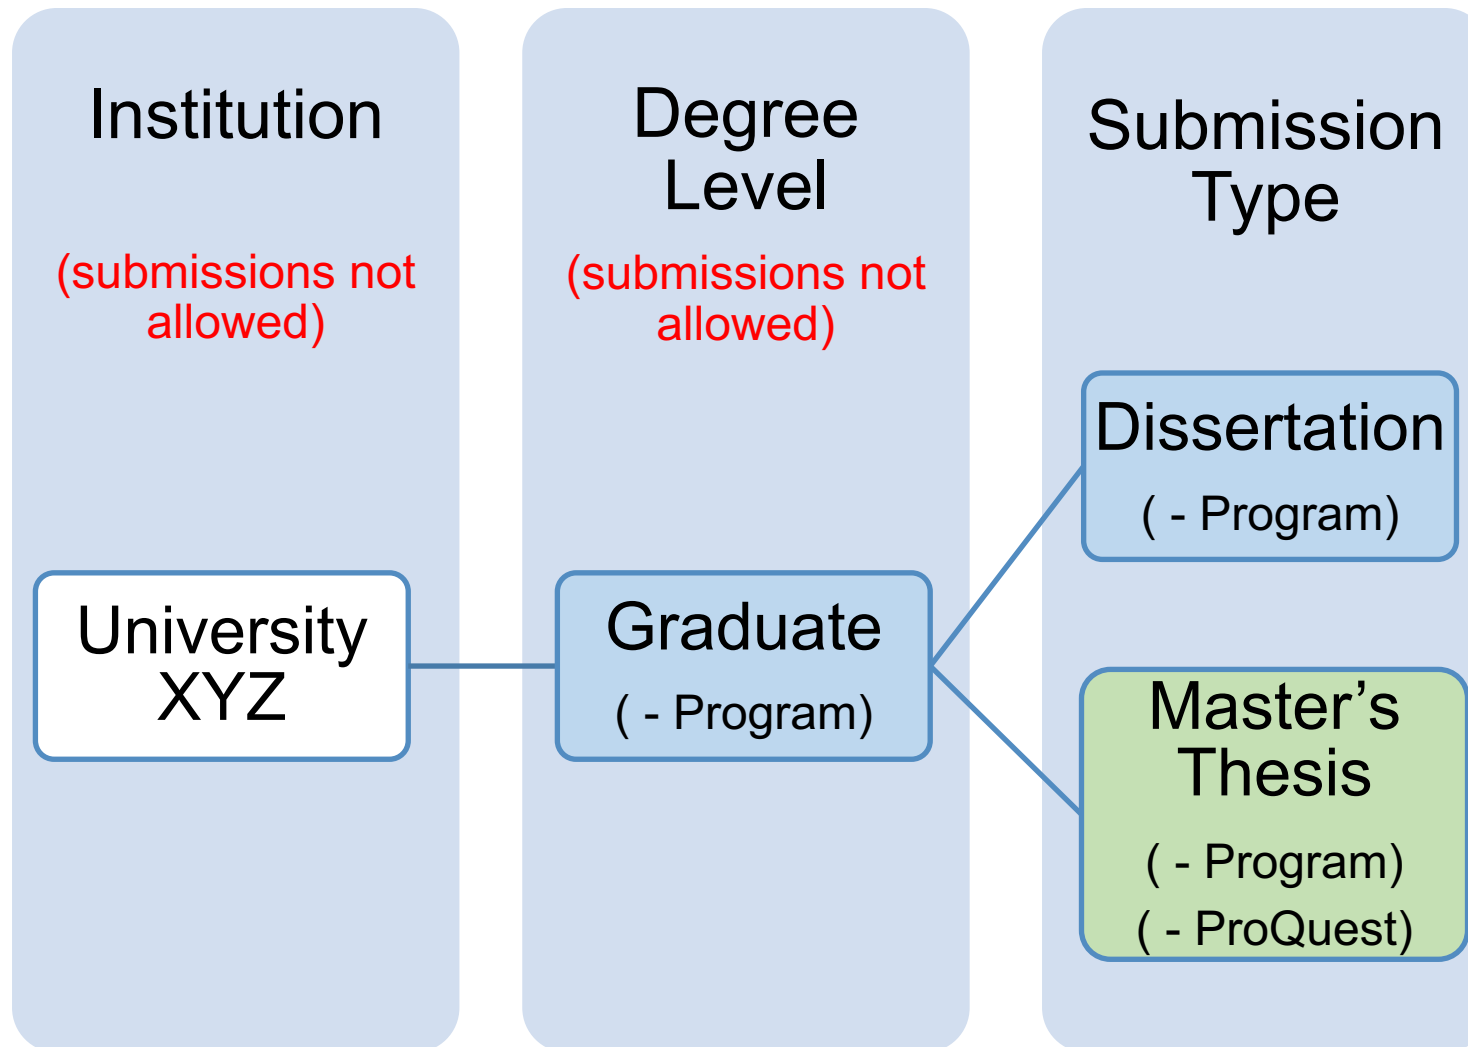 Institution
(submissions not
allowed)
University
XYZ
Degree
Level
(submissions not
allowed)
Graduate
( - Program)
Submission
Type
Dissertation
( - Program)
Master’s
Thesis
( - Program)
( - ProQuest)